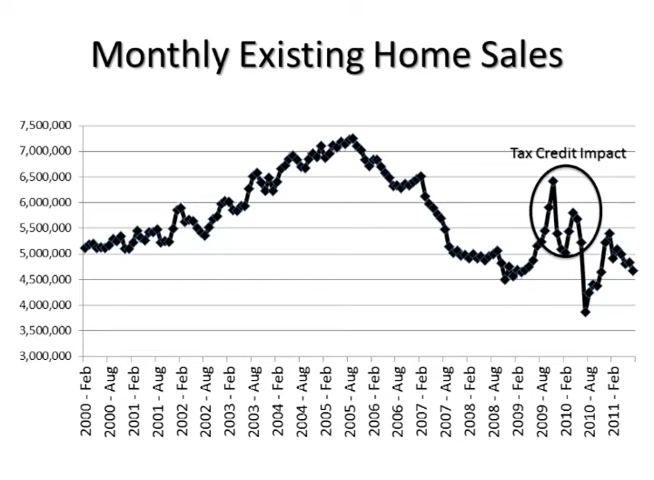 Monthly Existing Home Sales
7,500,000
7,000,000
6,500,000
6,000,000
5,500,000
5,000,000
4,500,000
4,000,000
3,500,000
3,000,000
Tax Credit Impact
2000 - Feb
2000 - Aug
2001 - Feb
2001 - Aug
2002 - Feb
2002 - Aug
2003 - Feb
2003 - Aug
2004 - Feb
2004 - Aug
2005 - Feb
2005 - Aug
2006 - Feb
2006 - Aug
2007 - Feb
2007 - Aug
2008 - Feb
2008 - Aug
2009 - Feb
2009 - Aug
2010 - Feb
2010 - Aug
2011 - Feb